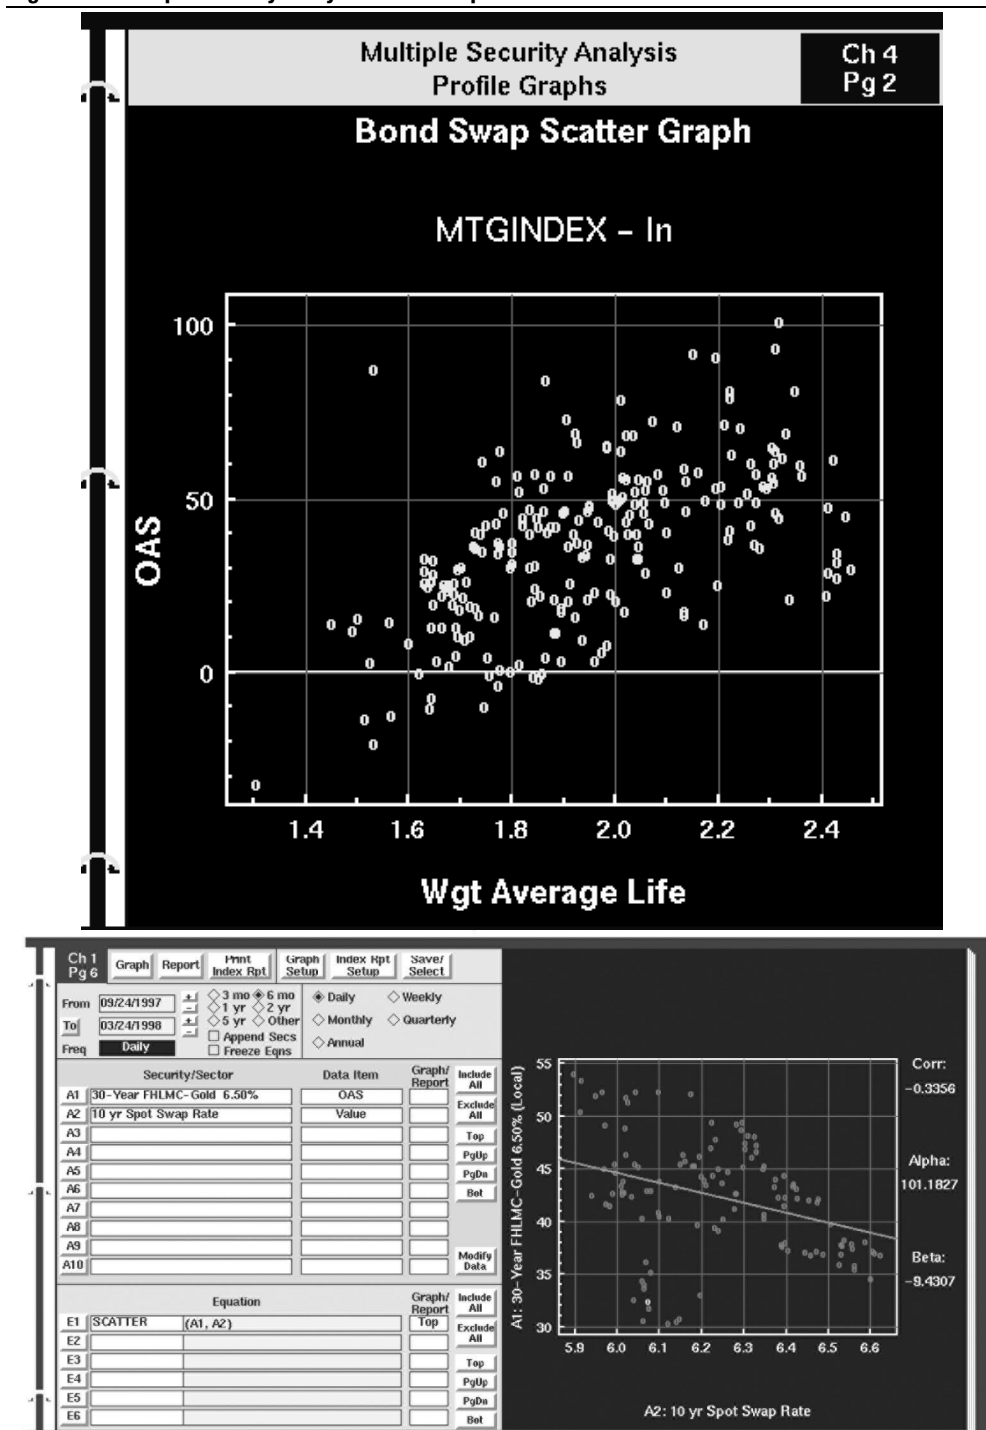 Multiple Security Analysis
Profile Graphs
Ch 4
Pg 2
Bond Swap Scatter Graph
MTGINDEX - In
100
50
0
OAS
1.4 1.6 1.8 2.0 2.2 2.4
Wgt Average Life
Ch 1
Pg 6
Graph
Report
Print
Index Rpt
Graph
Setup
Index Rpt
Setup
Save/
Select
From 09/24/1997 + -
To 03/24/1998 + -
Freq Daily
3 mo 6 mo
1 yr 2 yr
5 yr Other
Append Secs
Freeze Eqns
Daily Weekly
Monthly Quarterly
Annual
Security/Sector Data Item Graph/
Report
Include
All
A1 30-Year FHLMC-Gold 6.50% OAS
Exclude
All
A2 10 yr Spot Swap Rate Value
A3 Top
A4 PgUp
A5 PgDn
A6 Bot
A7
A8
A9 Modify
Data
A10
Equation Graph/
Report
Include
All
E1 SCATTER (A1, A2) Top
Exclude
All
E2
E3 Top
E4 PgUp
E5 PgDn
E6 Bot
A1: 30-Year FHLMC-Gold 6.50% (Local)
55
50
45
40
35
30
5.9 6.0 6.1 6.2 6.3 6.4 6.5 6.6
A2: 10 yr Spot Swap Rate
Corr:
-0.3356
Alpha:
101.1827
Beta:
-9.4307